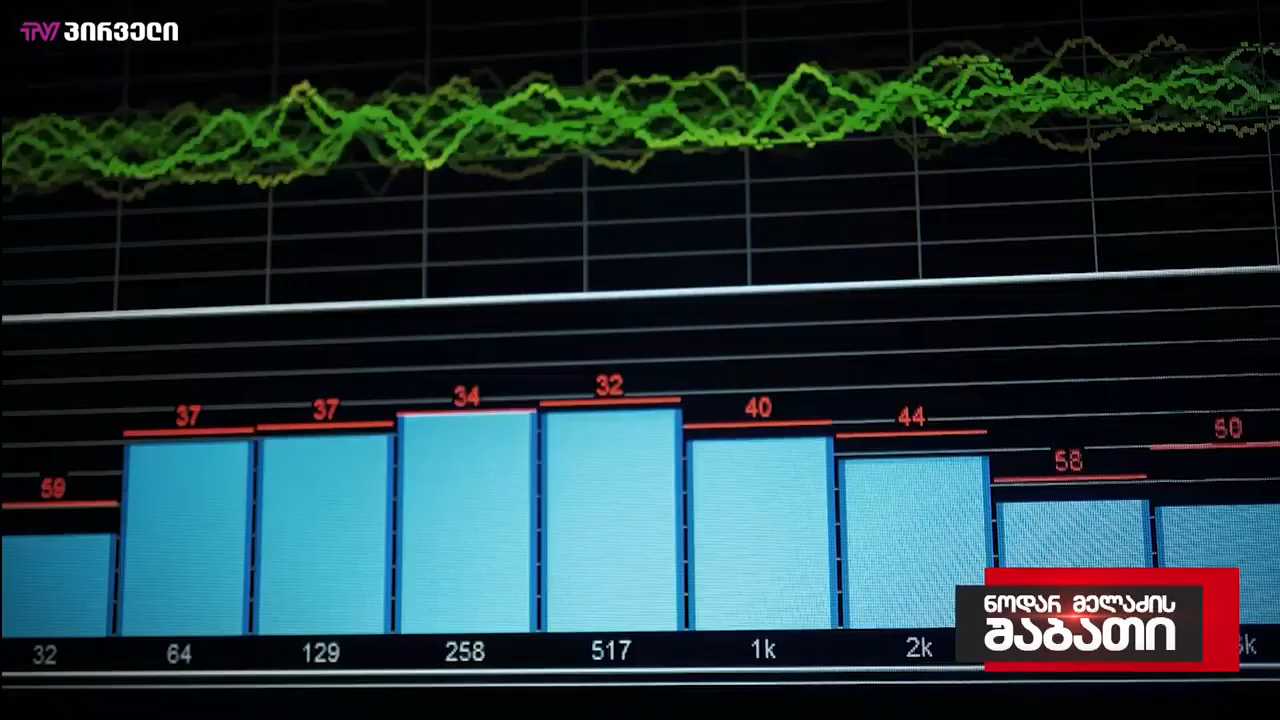 TV ᲞᲘᲠᲕᲔᲚᲘ
59
37
37
34
32
40
44
58
50
32
64
129
258
517
1k
2k
ᲜᲝᲓᲐᲠ ᲛᲔᲚᲐᲫᲘᲡ
ᲨᲐᲑᲐᲗᲘ